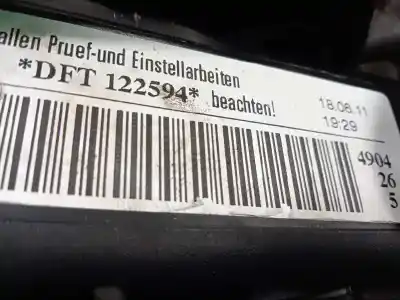 allen Pruef-und Einstellarbeiten
*DFT 122594* beachten!
18.06.11
19:29
4904
26
5